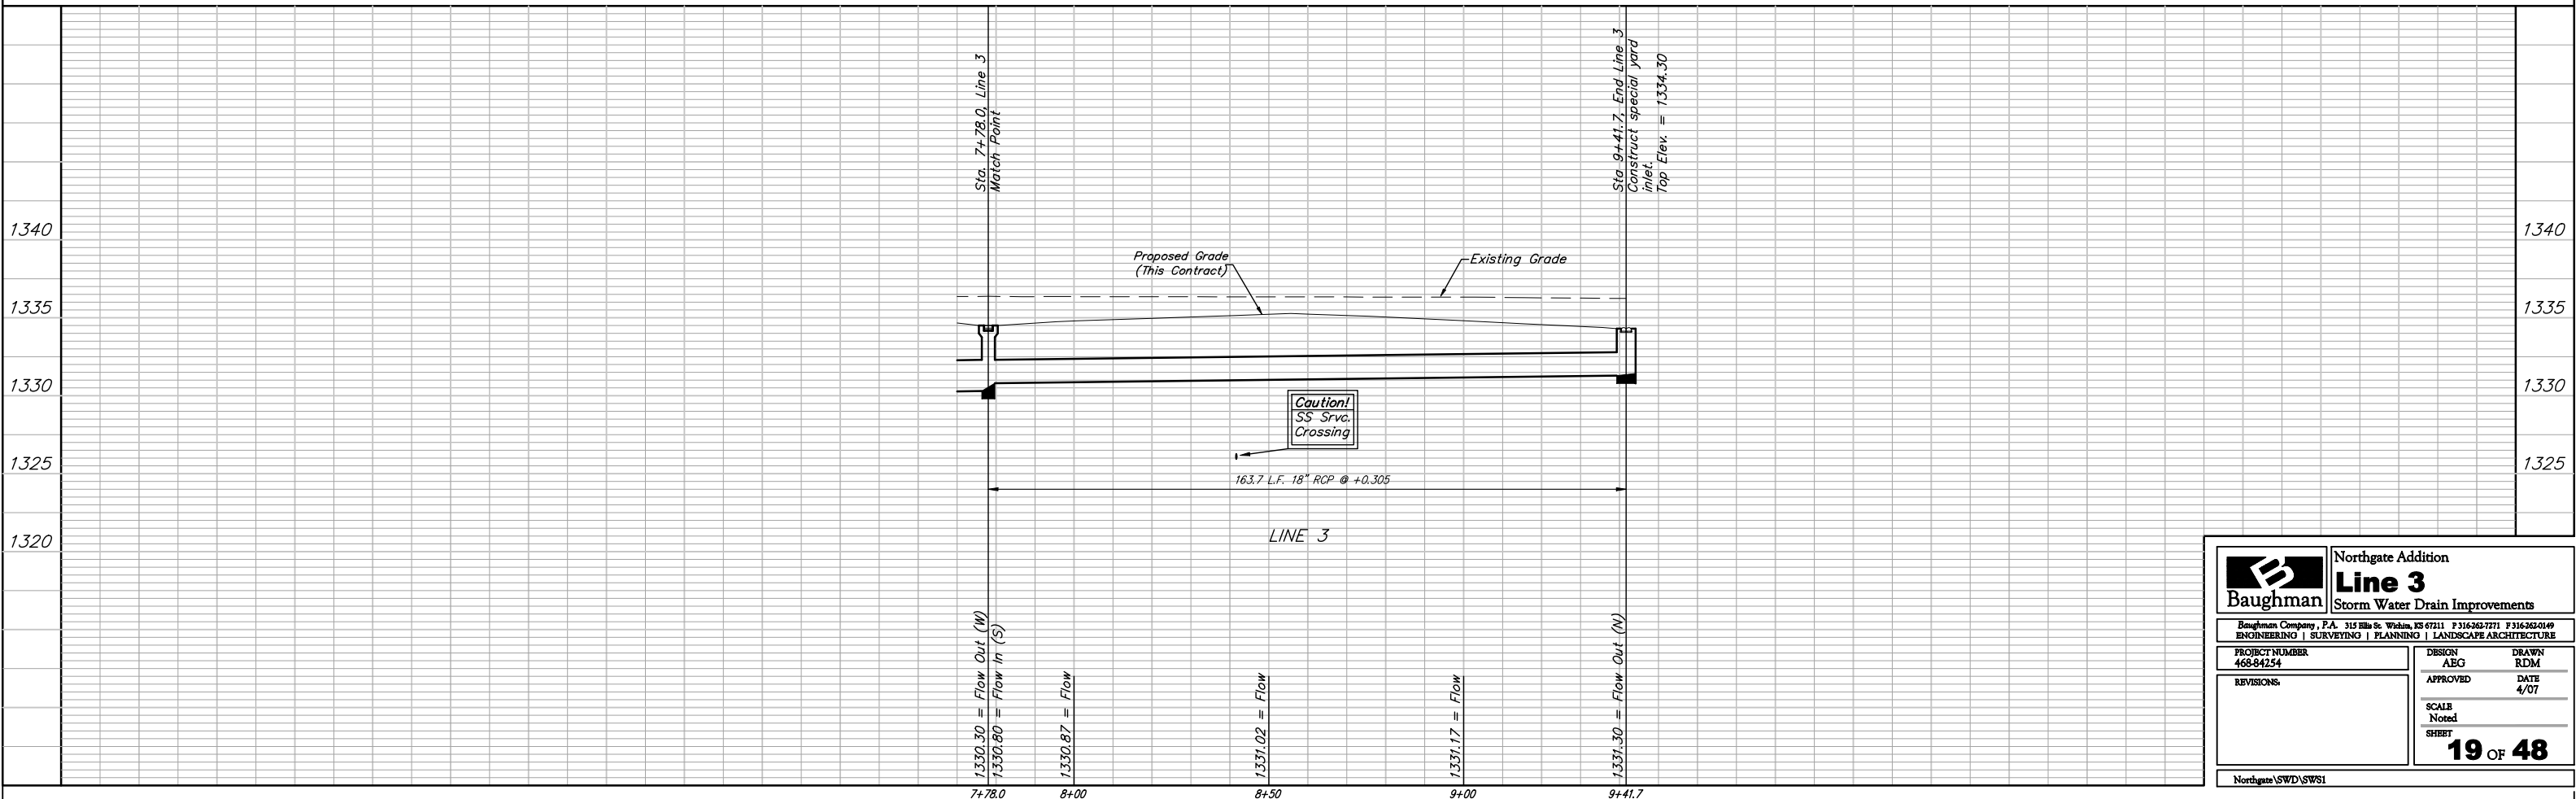 Sta. 7+78.0, Line 3
Match Point
Sta 9+41.7, End Line 3
Construct special yard
inlet.
Top Elev. = 1334.30
1340
1340
Proposed Grade
(This Contract)
Existing Grade
1335
1335
1330
1330
Caution!
SS Srvc.
Crossing
1325
1325
163.7 L.F. 18" RCP @ +0.305
1320
LINE 3
1330.30 = Flow Out (W)
1330.80 = Flow In (S)
1330.87 = Flow
1331.02 = Flow
1331.17 = Flow
1331.30 = Flow Out (N)
7+78.0
8+00
8+50
9+00
9+41.7
B
Baughman
Northgate Addition
Line 3
Storm Water Drain Improvements
Baughman Company, P.A. 315 Ellis St. Wichita, KS 67211 P 316-262-7271 F 316-262-0149
ENGINEERING | SURVEYING | PLANNING | LANDSCAPE ARCHITECTURE
PROJECT NUMBER
468-84254
REVISIONS:
DESIGN
AEG
DRAWN
RDM
APPROVED
DATE
4/07
SCALE
Noted
SHEET
19 OF 48
Northgate\SWD\SWS1